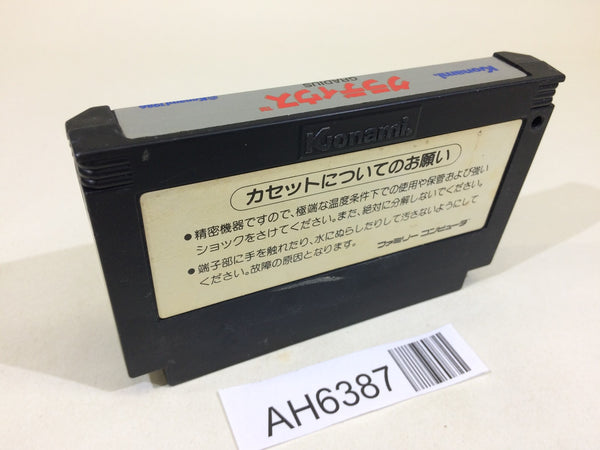 Konami
グラディウス™
GRADIUS
©Konami 1986
Konami
カセットについてのお願い
●精密機器ですので、極端な温度条件下での使用や保管および強い
ショックをさけてください。また、絶対に分解しないでください。
●端子部に手を触れたり、水にぬらしたりして汚さないようにして
ください。故障の原因となります。
ファミリー コンピュータ
AH6387